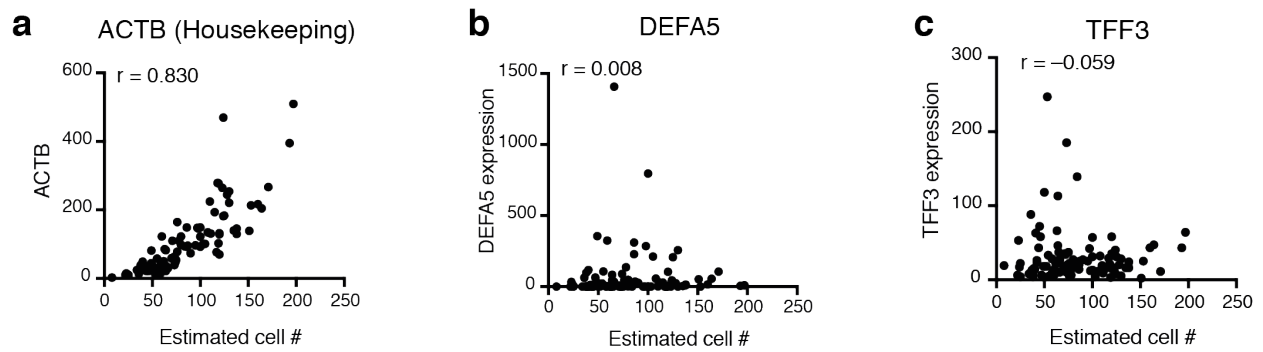 a
ACTB (Housekeeping)
r = 0.830
600
400
200
0
ACTB
0 50 100 150 200 250
Estimated cell #
b
DEFA5
r = 0.008
1500
1000
500
0
DEFA5 expression
0 50 100 150 200 250
Estimated cell #
c
TFF3
r = –0.059
300
200
100
0
TFF3 expression
0 50 100 150 200 250
Estimated cell #